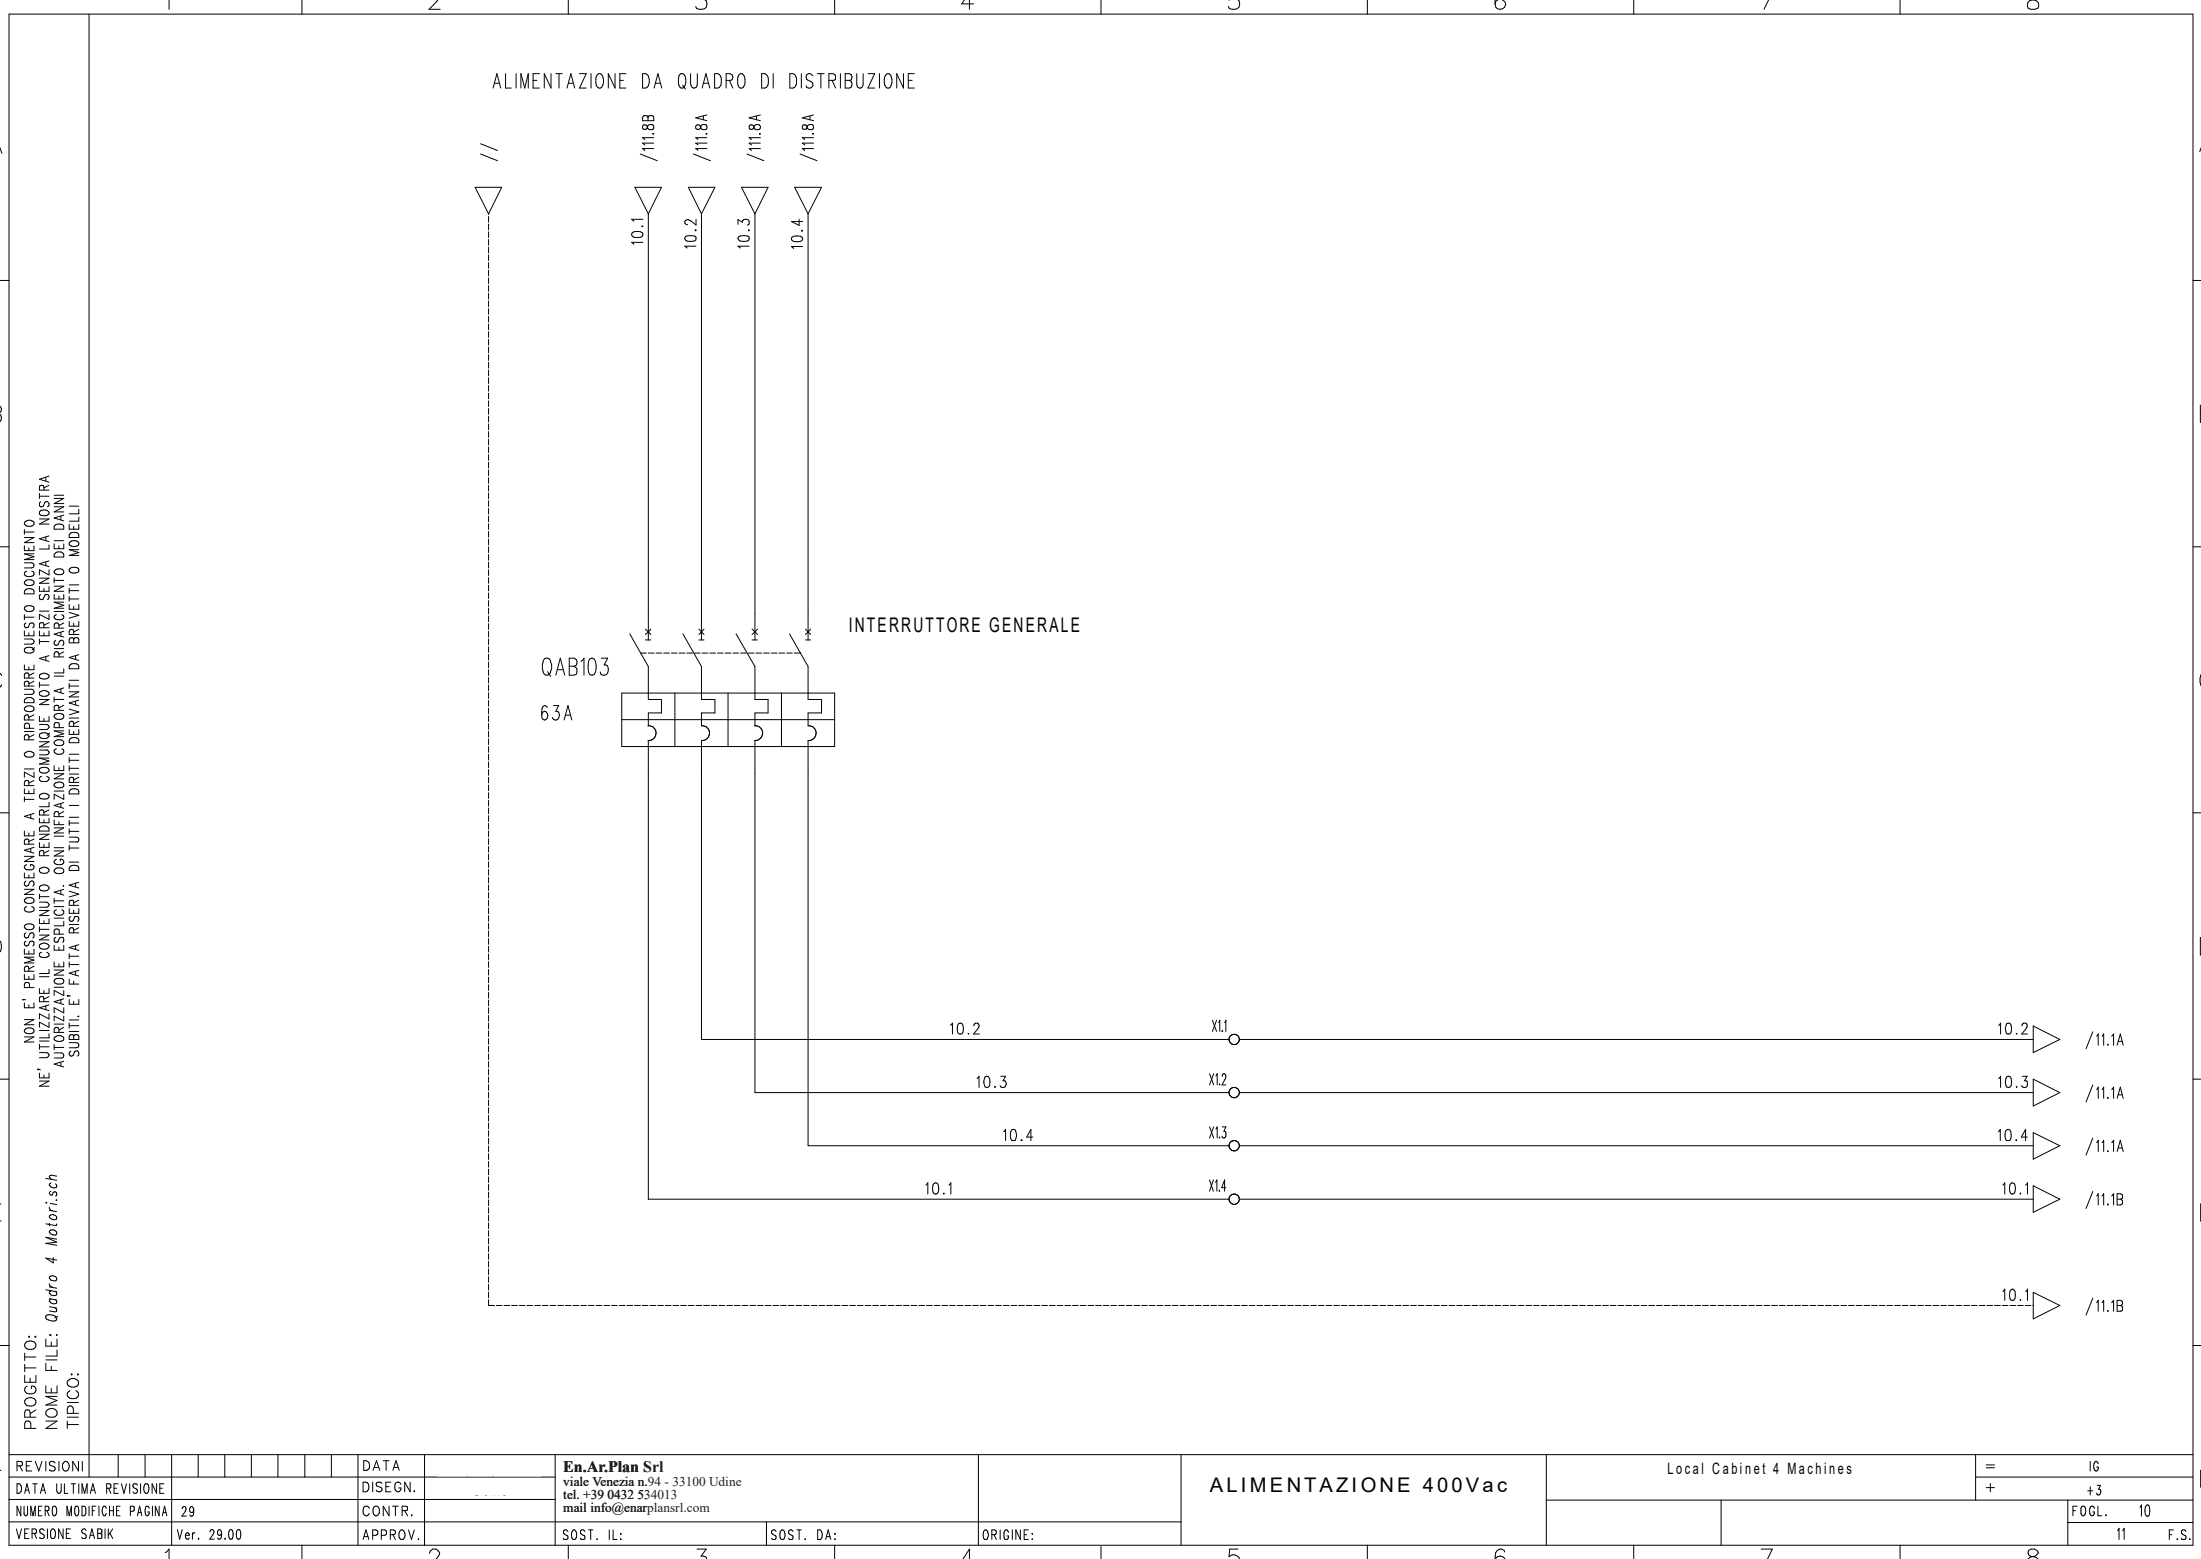 1 2 3 4 5 6 7 8
ALIMENTAZIONE DA QUADRO DI DISTRIBUZIONE
// /111.8B /111.8A /111.8A /111.8A
10.1 10.2 10.3 10.4
INTERRUTTORE GENERALE
QAB103
63A
10.2 X1.1 10.2 /11.1A
10.3 X1.2 10.3 /11.1A
10.4 X1.3 10.4 /11.1A
10.1 X1.4 10.1 /11.1B
10.1 /11.1B
NON E' PERMESSO CONSEGNARE A TERZI O RIPRODURRE QUESTO DOCUMENTO
NE' UTILIZZARE IL CONTENUTO O RENDERLO COMUNQUE NOTO A TERZI SENZA LA NOSTRA
AUTORIZZAZIONE ESPLICITA. OGNI INFRAZIONE COMPORTA IL RISARCIMENTO DEI DANNI
SUBITI. E' FATTA RISERVA DI TUTTI I DIRITTI DERIVANTI DA BREVETTI O MODELLI
PROGETTO:
NOME FILE: Quadro 4 Motori.sch
TIPICO:
REVISIONI
DATA ULTIMA REVISIONE
NUMERO MODIFICHE PAGINA 29
VERSIONE SABIK Ver. 29.00
DATA
DISEGN.
CONTR.
APPROV.
En.Ar.Plan Srl
viale Venezia n.94 - 33100 Udine
tel. +39 0432 534013
mail info@enarplansrl.com
SOST. IL: SOST. DA: ORIGINE:
ALIMENTAZIONE 400Vac
Local Cabinet 4 Machines
= IG
+ +3
FOGL. 10
11 F.S.
1 2 3 4 5 6 7 8